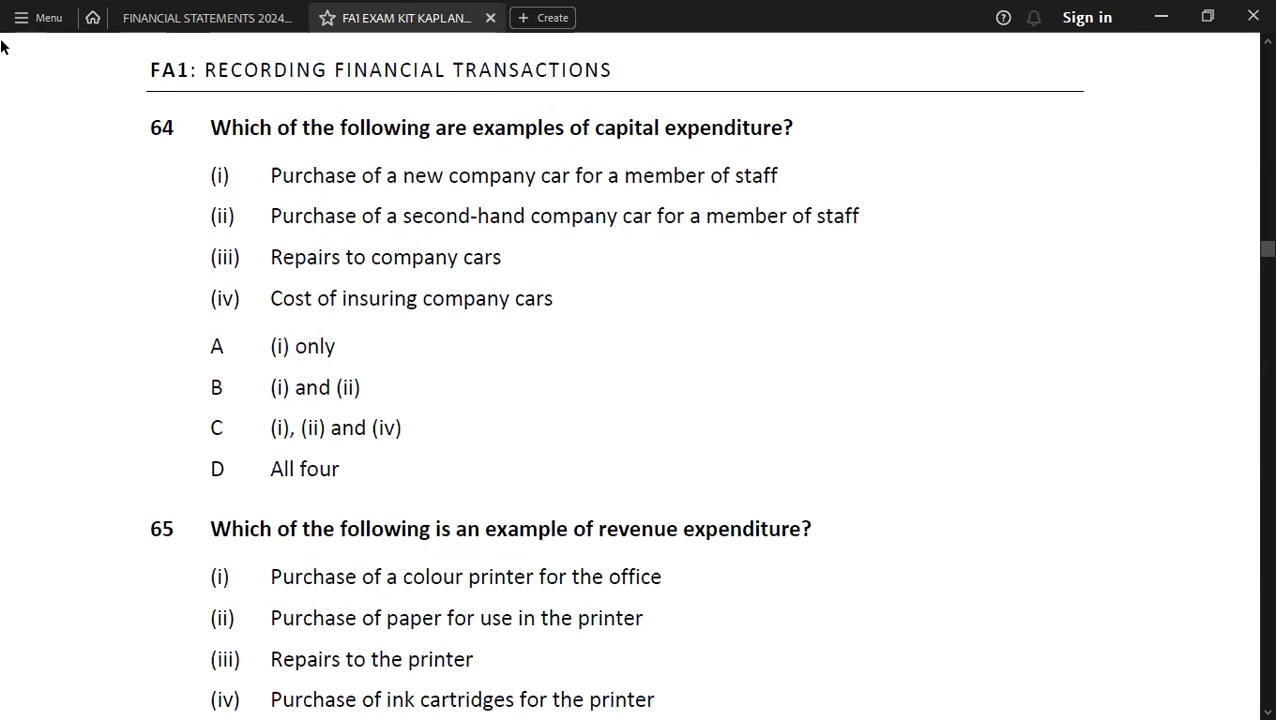 Menu
FINANCIAL STATEMENTS 2024...
FA1 EXAM KIT KAPLAN...
Create
Sign in
FA1: RECORDING FINANCIAL TRANSACTIONS
64 Which of the following are examples of capital expenditure?
(i) Purchase of a new company car for a member of staff
(ii) Purchase of a second-hand company car for a member of staff
(iii) Repairs to company cars
(iv) Cost of insuring company cars
A (i) only
B (i) and (ii)
C (i), (ii) and (iv)
D All four
65 Which of the following is an example of revenue expenditure?
(i) Purchase of a colour printer for the office
(ii) Purchase of paper for use in the printer
(iii) Repairs to the printer
(iv) Purchase of ink cartridges for the printer